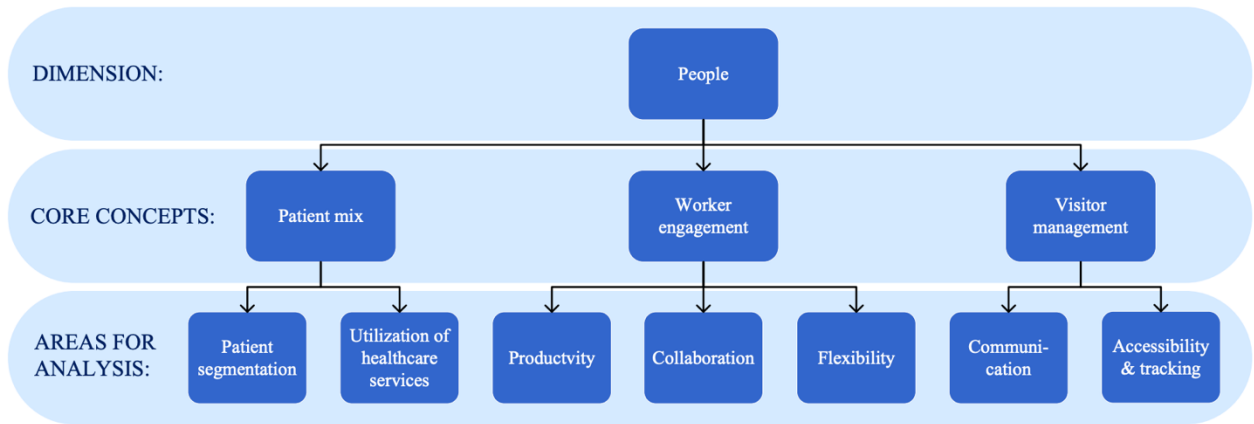 DIMENSION:
People
CORE CONCEPTS:
Patient mix
Worker
engagement
Visitor
management
AREAS FOR
ANALYSIS:
Patient
segmentation
Utilization of
healthcare
services
Productvity
Collaboration
Flexibility
Communi-
cation
Accessibility
& tracking